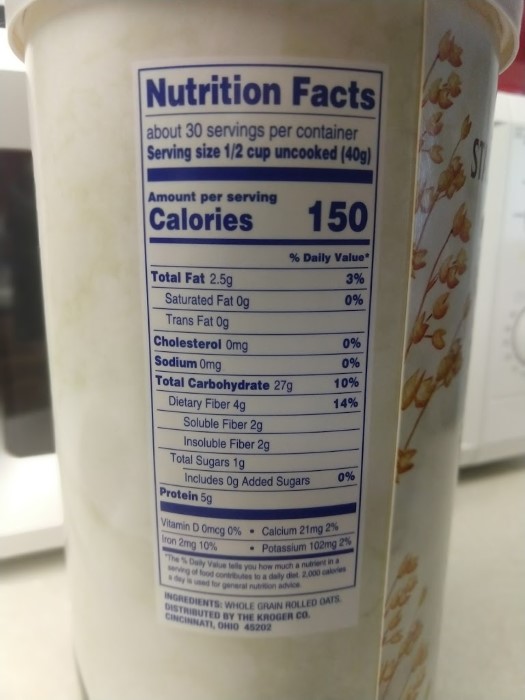 Nutrition Facts
about 30 servings per container
Serving size 1/2 cup uncooked (40g)
Amount per serving
Calories 150
% Daily Value*
Total Fat 2.5g 3%
Saturated Fat 0g 0%
Trans Fat 0g
Cholesterol 0mg 0%
Sodium 0mg 0%
Total Carbohydrate 27g 10%
Dietary Fiber 4g 14%
Soluble Fiber 2g
Insoluble Fiber 2g
Total Sugars 1g
Includes 0g Added Sugars 0%
Protein 5g
Vitamin D 0mcg 0% • Calcium 21mg 2%
Iron 2mg 10% • Potassium 102mg 2%
*The % Daily Value tells you how much a nutrient in a
serving of food contributes to a daily diet. 2,000 calories
a day is used for general nutrition advice.
INGREDIENTS: WHOLE GRAIN ROLLED OATS.
DISTRIBUTED BY THE KROGER CO.
CINCINNATI, OHIO 45202